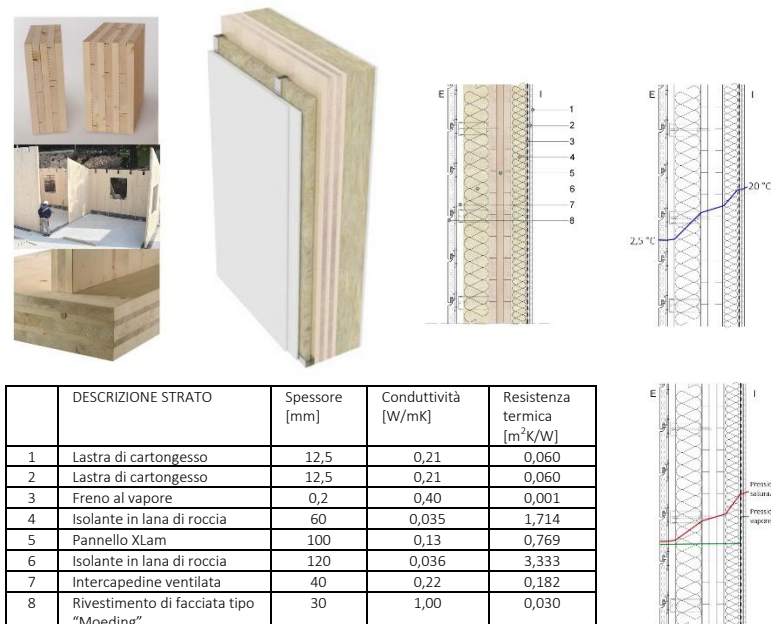 E I
1
2
3
4
5
6
7
8
E I
20 °C
2,5 °C
DESCRIZIONE STRATO Spessore [mm] Conduttività [W/mK] Resistenza termica [m²K/W]
1 Lastra di cartongesso 12,5 0,21 0,060
2 Lastra di cartongesso 12,5 0,21 0,060
3 Freno al vapore 0,2 0,40 0,001
4 Isolante in lana di roccia 60 0,035 1,714
5 Pannello XLam 100 0,13 0,769
6 Isolante in lana di roccia 120 0,036 3,333
7 Intercapedine ventilata 40 0,22 0,182
8 Rivestimento di facciata tipo 30 1,00 0,030
"Moeding"
E I
Pressio
satura
Pressio
vapore